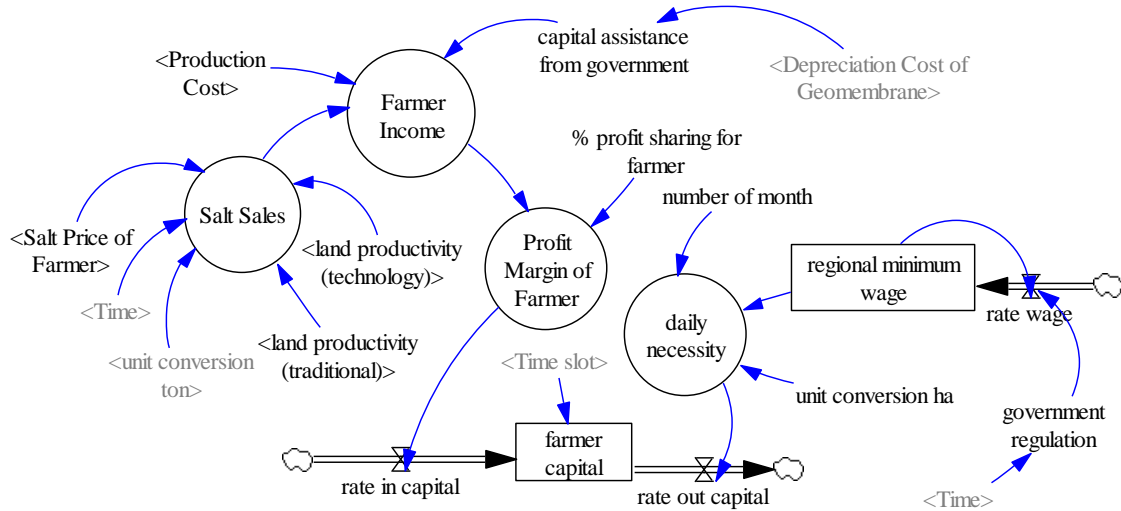 capital assistance
from government
<Production
Cost>
<Depreciation Cost of
Geomembrane>
Farmer
Income
% profit sharing for
farmer
number of month
Salt Sales
<Salt Price of
Farmer>
<land productivity
(technology)>
Profit
Margin of
Farmer
regional minimum
wage
rate wage
<Time>
daily
necessity
<unit conversion
ton>
<land productivity
(traditional)>
<Time slot>
unit conversion ha
government
regulation
farmer
capital
rate in capital
rate out capital
<Time>